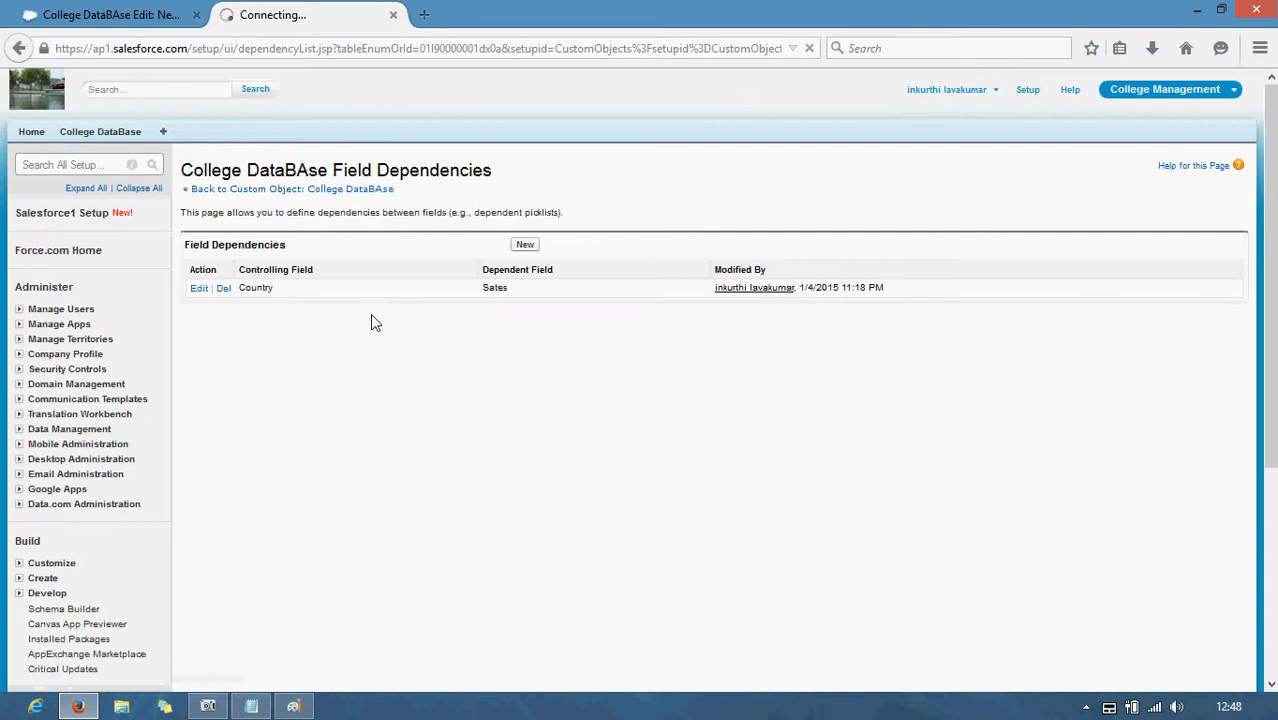 College DataBAse Edit: Ne...
Connecting...
https://ap1.salesforce.com/setup/ui/dependencyList.jsp?tableEnumOrId=01I90000001dx0a&setupid=CustomObjects%3Fsetupid%3DCustomObject
Search
Search...
Search
inkurthi lavakumar
Setup
Help
College Management
Home
College DataBase
Search All Setup...
Expand All | Collapse All
Salesforce1 Setup New!
Force.com Home
Administer
Manage Users
Manage Apps
Manage Territories
Company Profile
Security Controls
Domain Management
Communication Templates
Translation Workbench
Data Management
Mobile Administration
Desktop Administration
Email Administration
Google Apps
Data.com Administration
Build
Customize
Create
Develop
Schema Builder
Canvas App Previewer
Installed Packages
AppExchange Marketplace
Critical Updates
College DataBAse Field Dependencies
« Back to Custom Object: College DataBAse
Help for this Page
This page allows you to define dependencies between fields (e.g., dependent picklists).
Field Dependencies
New
Action Controlling Field Dependent Field Modified By
Edit | Del Country Sates inkurthi lavakumar, 1/4/2015 11:18 PM
12:48